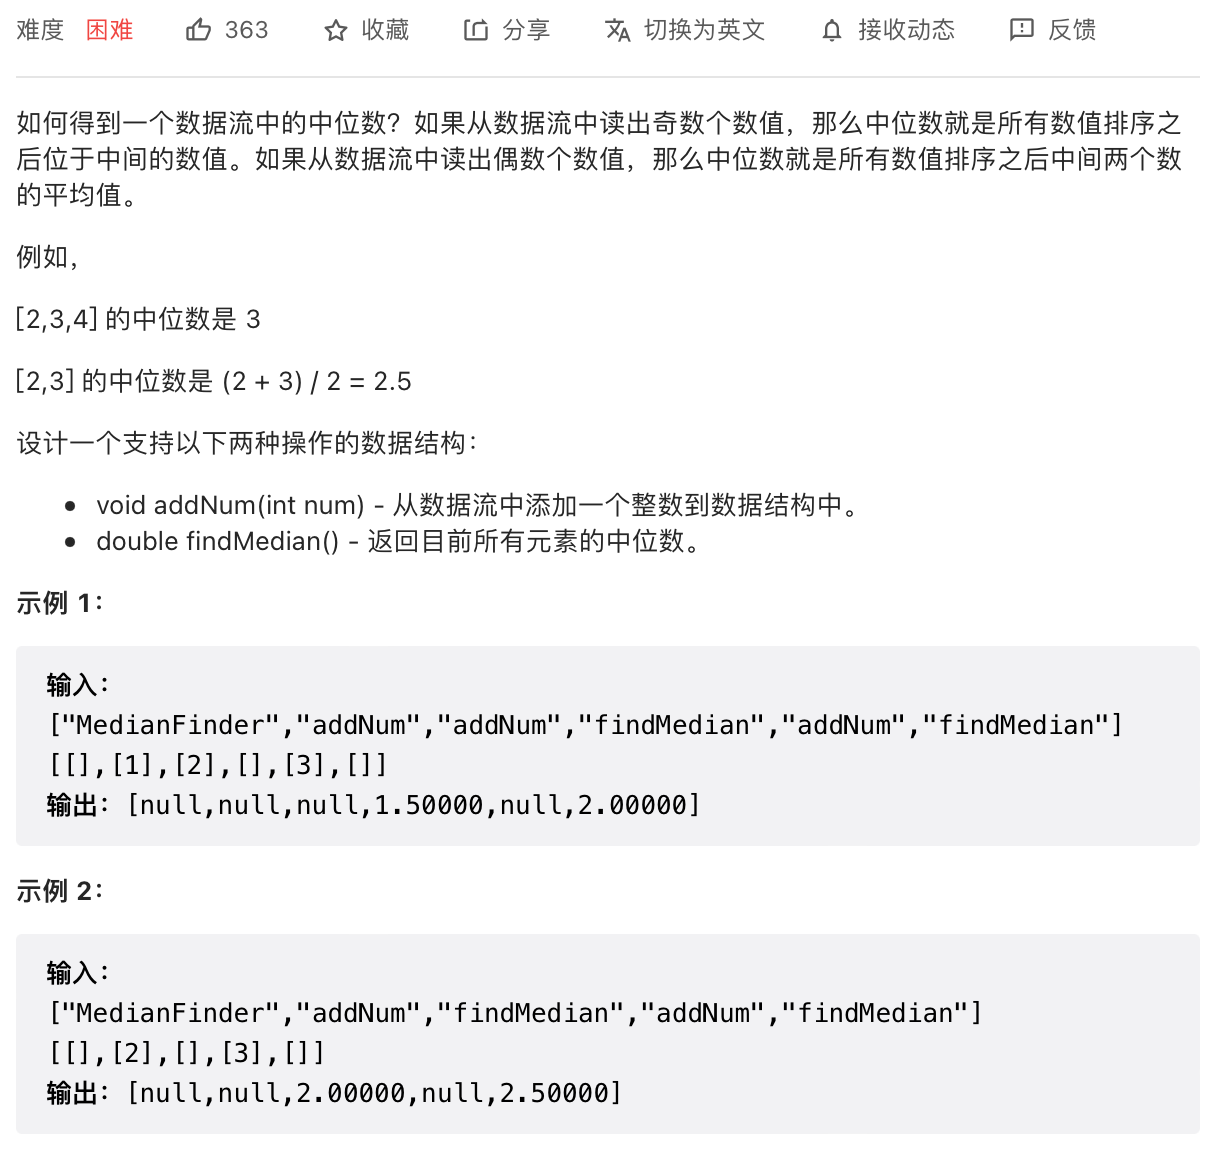 难度 困难 363 收藏 分享 切换为英文 接收动态 反馈
如何得到一个数据流中的中位数？如果从数据流中读出奇数个数值，那么中位数就是所有数值排序之
后位于中间的数值。如果从数据流中读出偶数个数值，那么中位数就是所有数值排序之后中间两个数
的平均值。
例如，
[2,3,4] 的中位数是 3
[2,3] 的中位数是 (2 + 3) / 2 = 2.5
设计一个支持以下两种操作的数据结构：
• void addNum(int num) - 从数据流中添加一个整数到数据结构中。
• double findMedian() - 返回目前所有元素的中位数。
示例 1：
输入：
["MedianFinder","addNum","addNum","findMedian","addNum","findMedian"]
[[],[1],[2],[],[3],[]]
输出：[null,null,null,1.50000,null,2.00000]
示例 2：
输入：
["MedianFinder","addNum","findMedian","addNum","findMedian"]
[[],[2],[],[3],[]]
输出：[null,null,2.00000,null,2.50000]